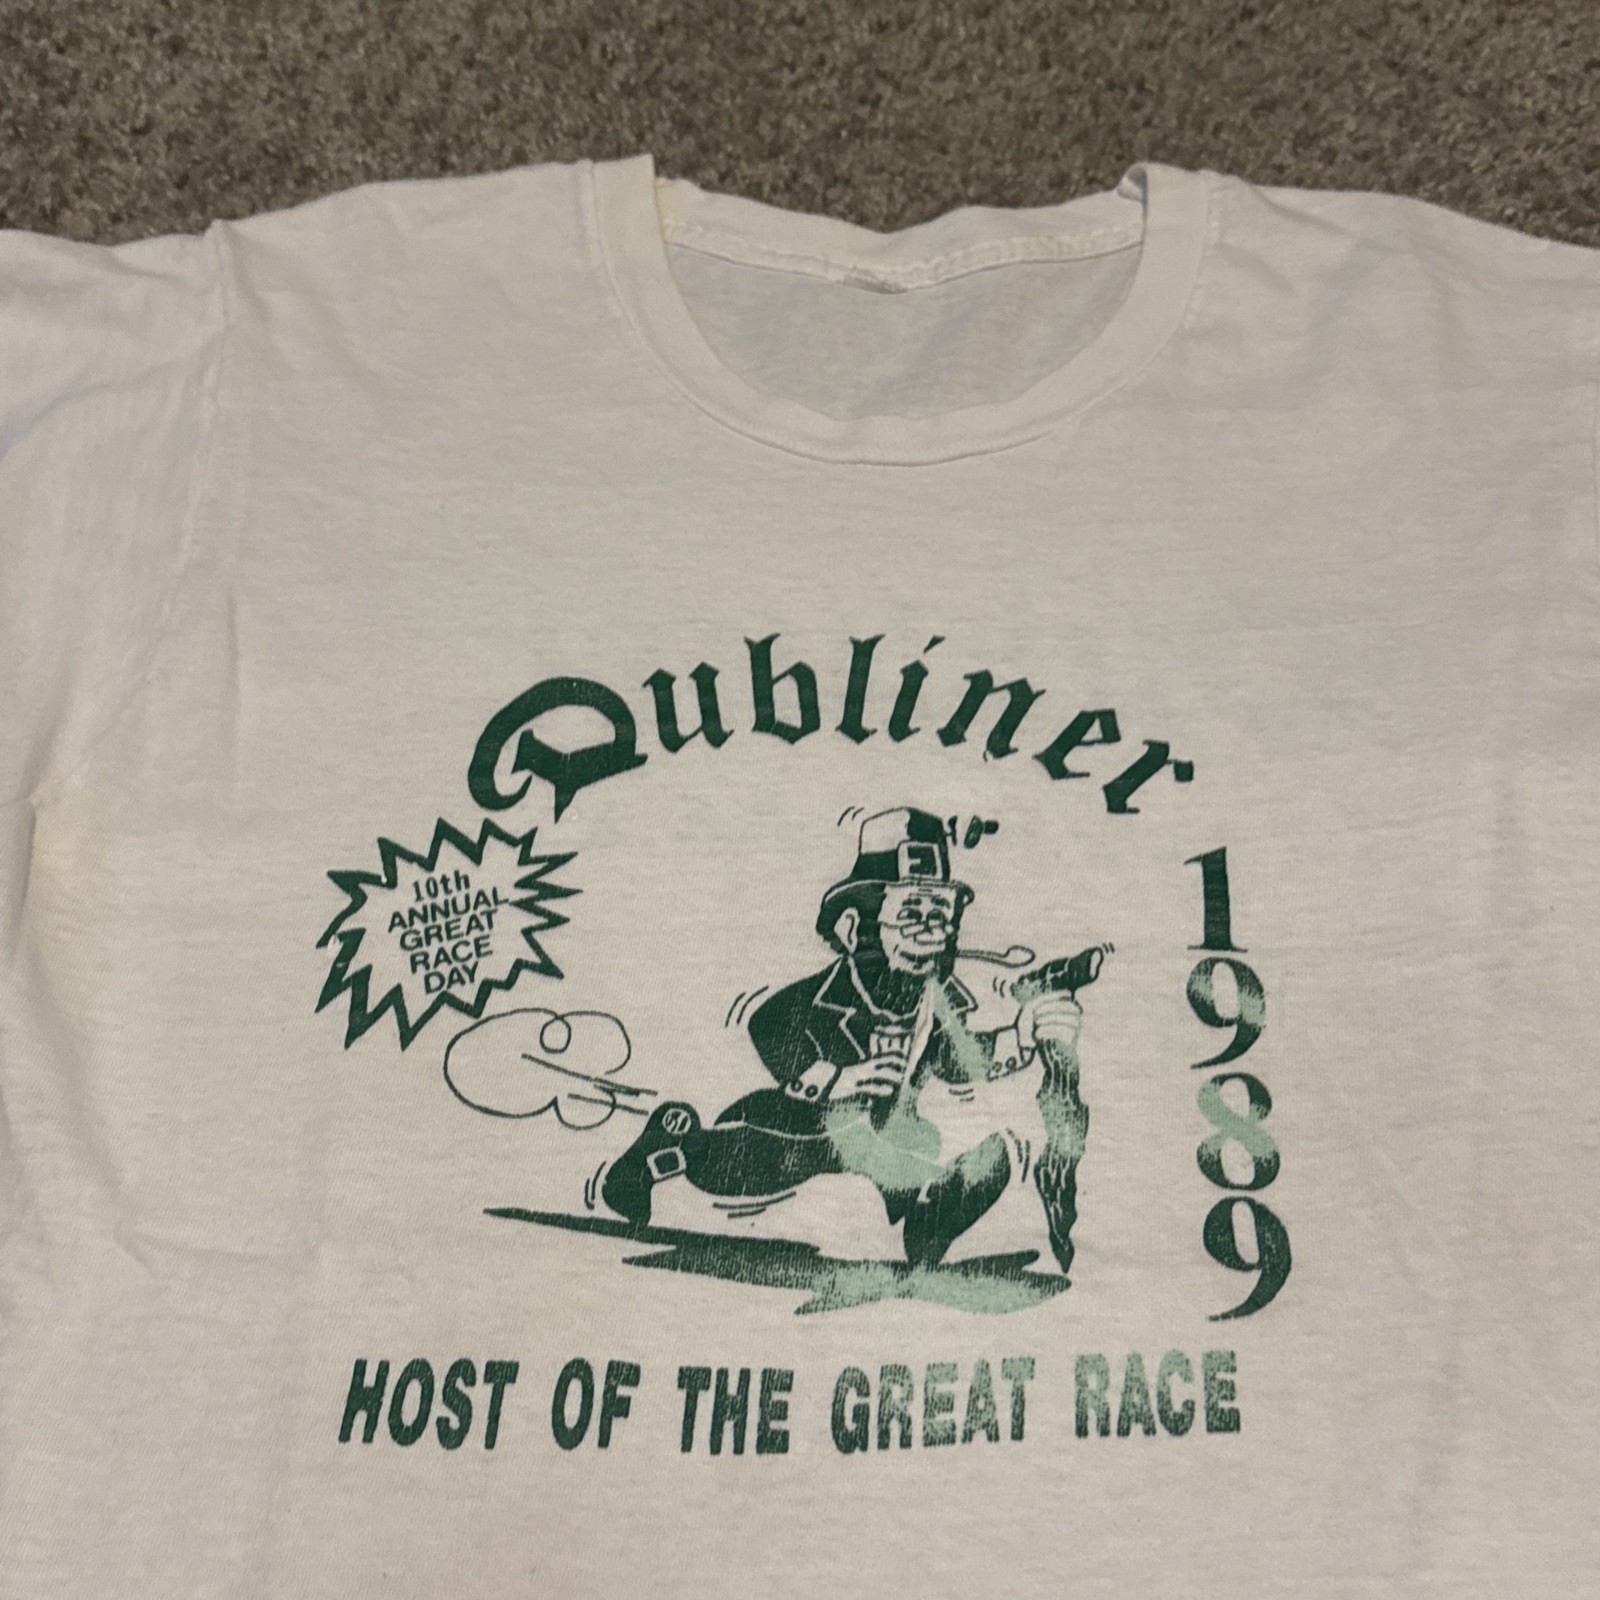 Dubliner
10th
ANNUAL
GREAT
RACE
DAY
1989
HOST OF THE GREAT RACE